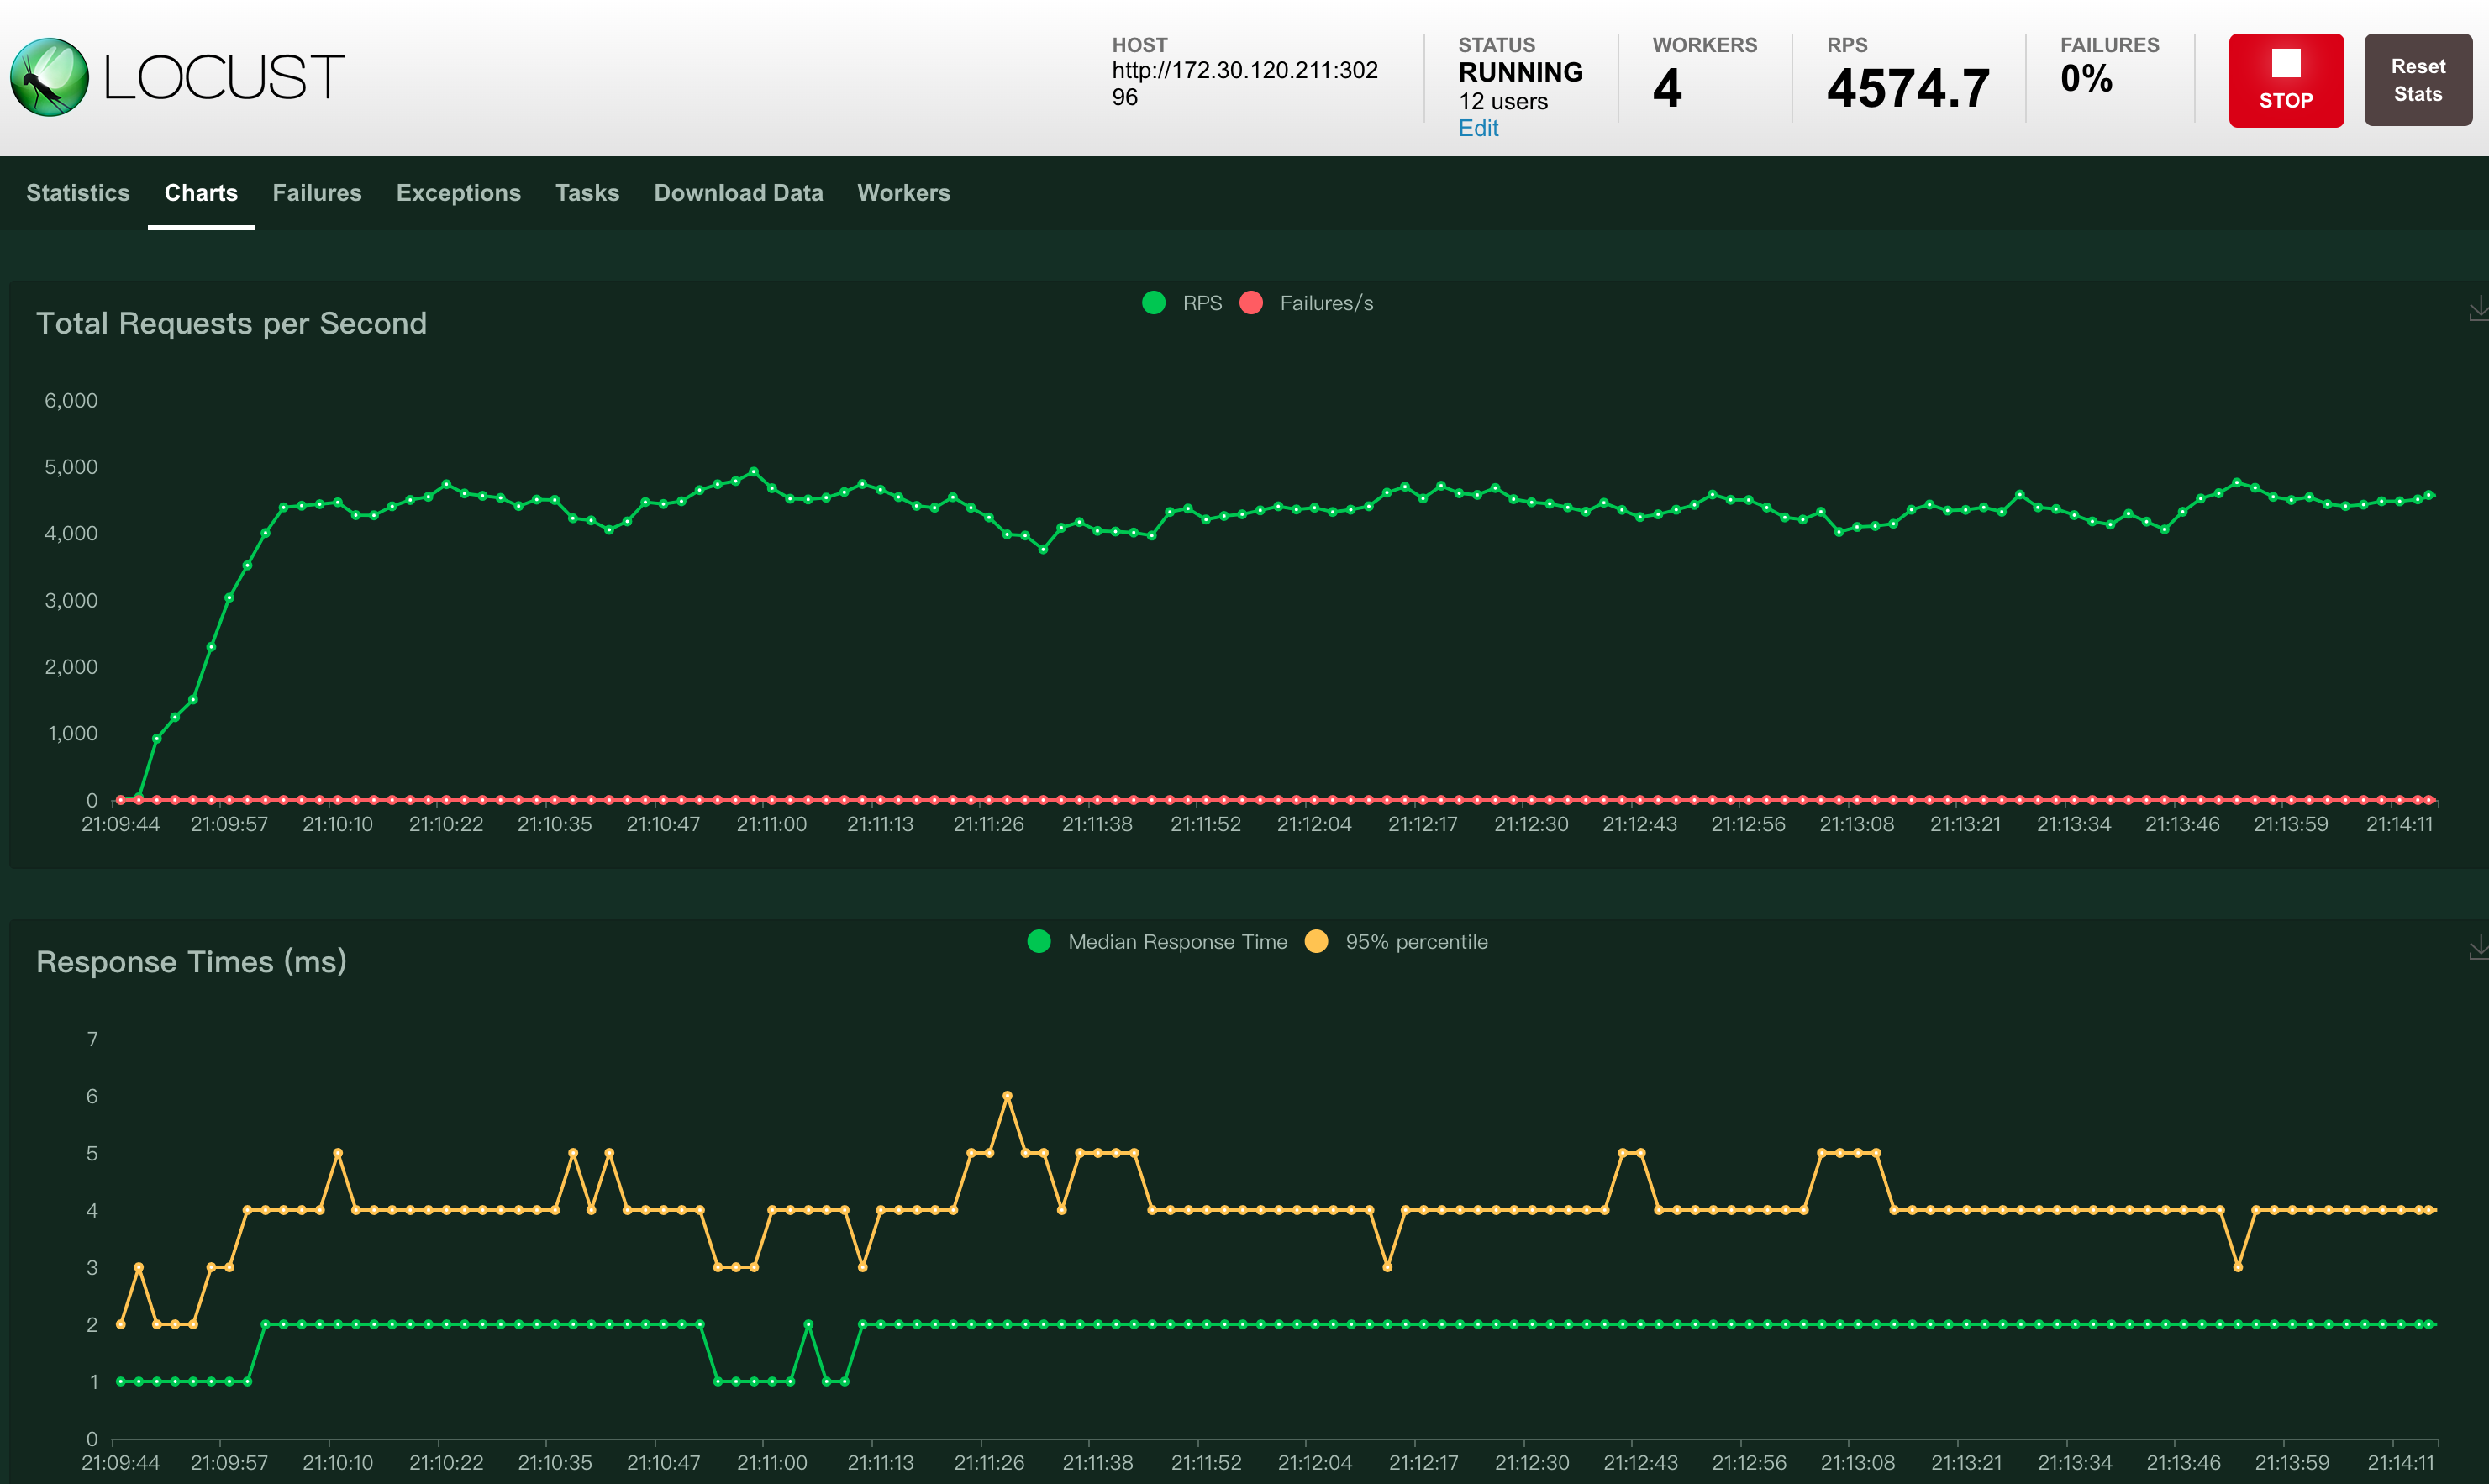 LOCUST
HOST
http://172.30.120.211:302
96
STATUS
RUNNING
12 users
Edit
WORKERS
4
RPS
4574.7
FAILURES
0%
STOP
Reset
Stats
Statistics Charts Failures Exceptions Tasks Download Data Workers
RPS Failures/s
Total Requests per Second
6,000
5,000
4,000
3,000
2,000
1,000
0
21:09:44 21:09:57 21:10:10 21:10:22 21:10:35 21:10:47 21:11:00 21:11:13 21:11:26 21:11:38 21:11:52 21:12:04 21:12:17 21:12:30 21:12:43 21:12:56 21:13:08 21:13:21 21:13:34 21:13:46 21:13:59 21:14:11
Median Response Time 95% percentile
Response Times (ms)
7
6
5
4
3
2
1
0
21:09:44 21:09:57 21:10:10 21:10:22 21:10:35 21:10:47 21:11:00 21:11:13 21:11:26 21:11:38 21:11:52 21:12:04 21:12:17 21:12:30 21:12:43 21:12:56 21:13:08 21:13:21 21:13:34 21:13:46 21:13:59 21:14:11